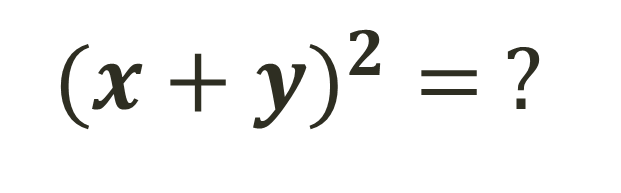 (x + y)² = ?